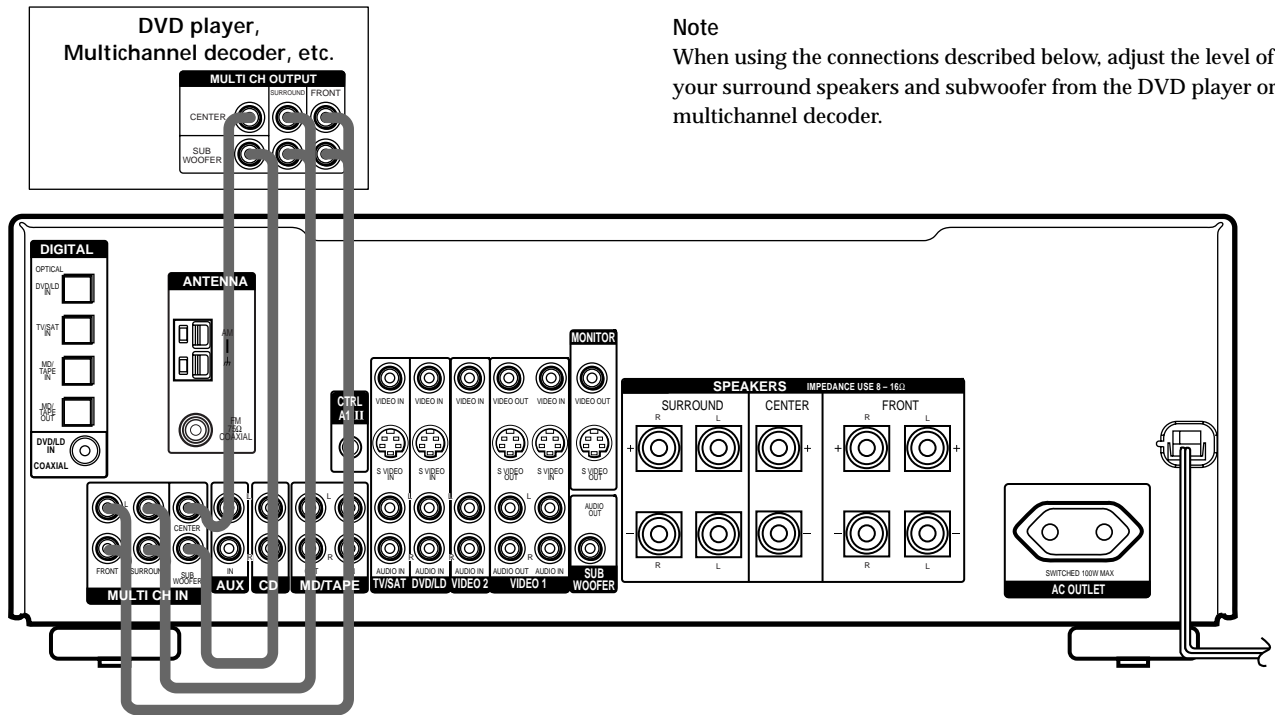 DVD player,
Multichannel decoder, etc.
MULTI CH OUTPUT
SURROUND
FRONT
CENTER
SUB
WOOFER
Note
When using the connections described below, adjust the level of
your surround speakers and subwoofer from the DVD player or
multichannel decoder.
DIGITAL
OPTICAL
DVD/LD
IN
TV/SAT
IN
MD/
TAPE
IN
MD/
TAPE
OUT
DVD/LD
IN
COAXIAL
ANTENNA
AM
FM
75Ω
COAXIAL
CTRL
A1 II
VIDEO IN
VIDEO IN
VIDEO IN
VIDEO OUT
VIDEO IN
MONITOR
VIDEO OUT
S VIDEO
IN
S VIDEO
IN
S VIDEO
OUT
S VIDEO
IN
S VIDEO
OUT
L
CENTER
FRONT
SURROUND
SUB
WOOFER
MULTI CH IN
L
R
IN
AUX
CD
L
R
MD/TAPE
L
R
AUDIO IN
TV/SAT
L
R
AUDIO IN
DVD/LD
AUDIO IN
VIDEO 2
L
R
AUDIO OUT
AUDIO IN
VIDEO 1
AUDIO
OUT
SUB
WOOFER
SPEAKERS
IMPEDANCE USE 8 – 16Ω
SURROUND
CENTER
FRONT
R
L
R
L
+
+
+
+
–
–
–
–
R
L
R
L
SWITCHED 100W MAX
AC OUTLET